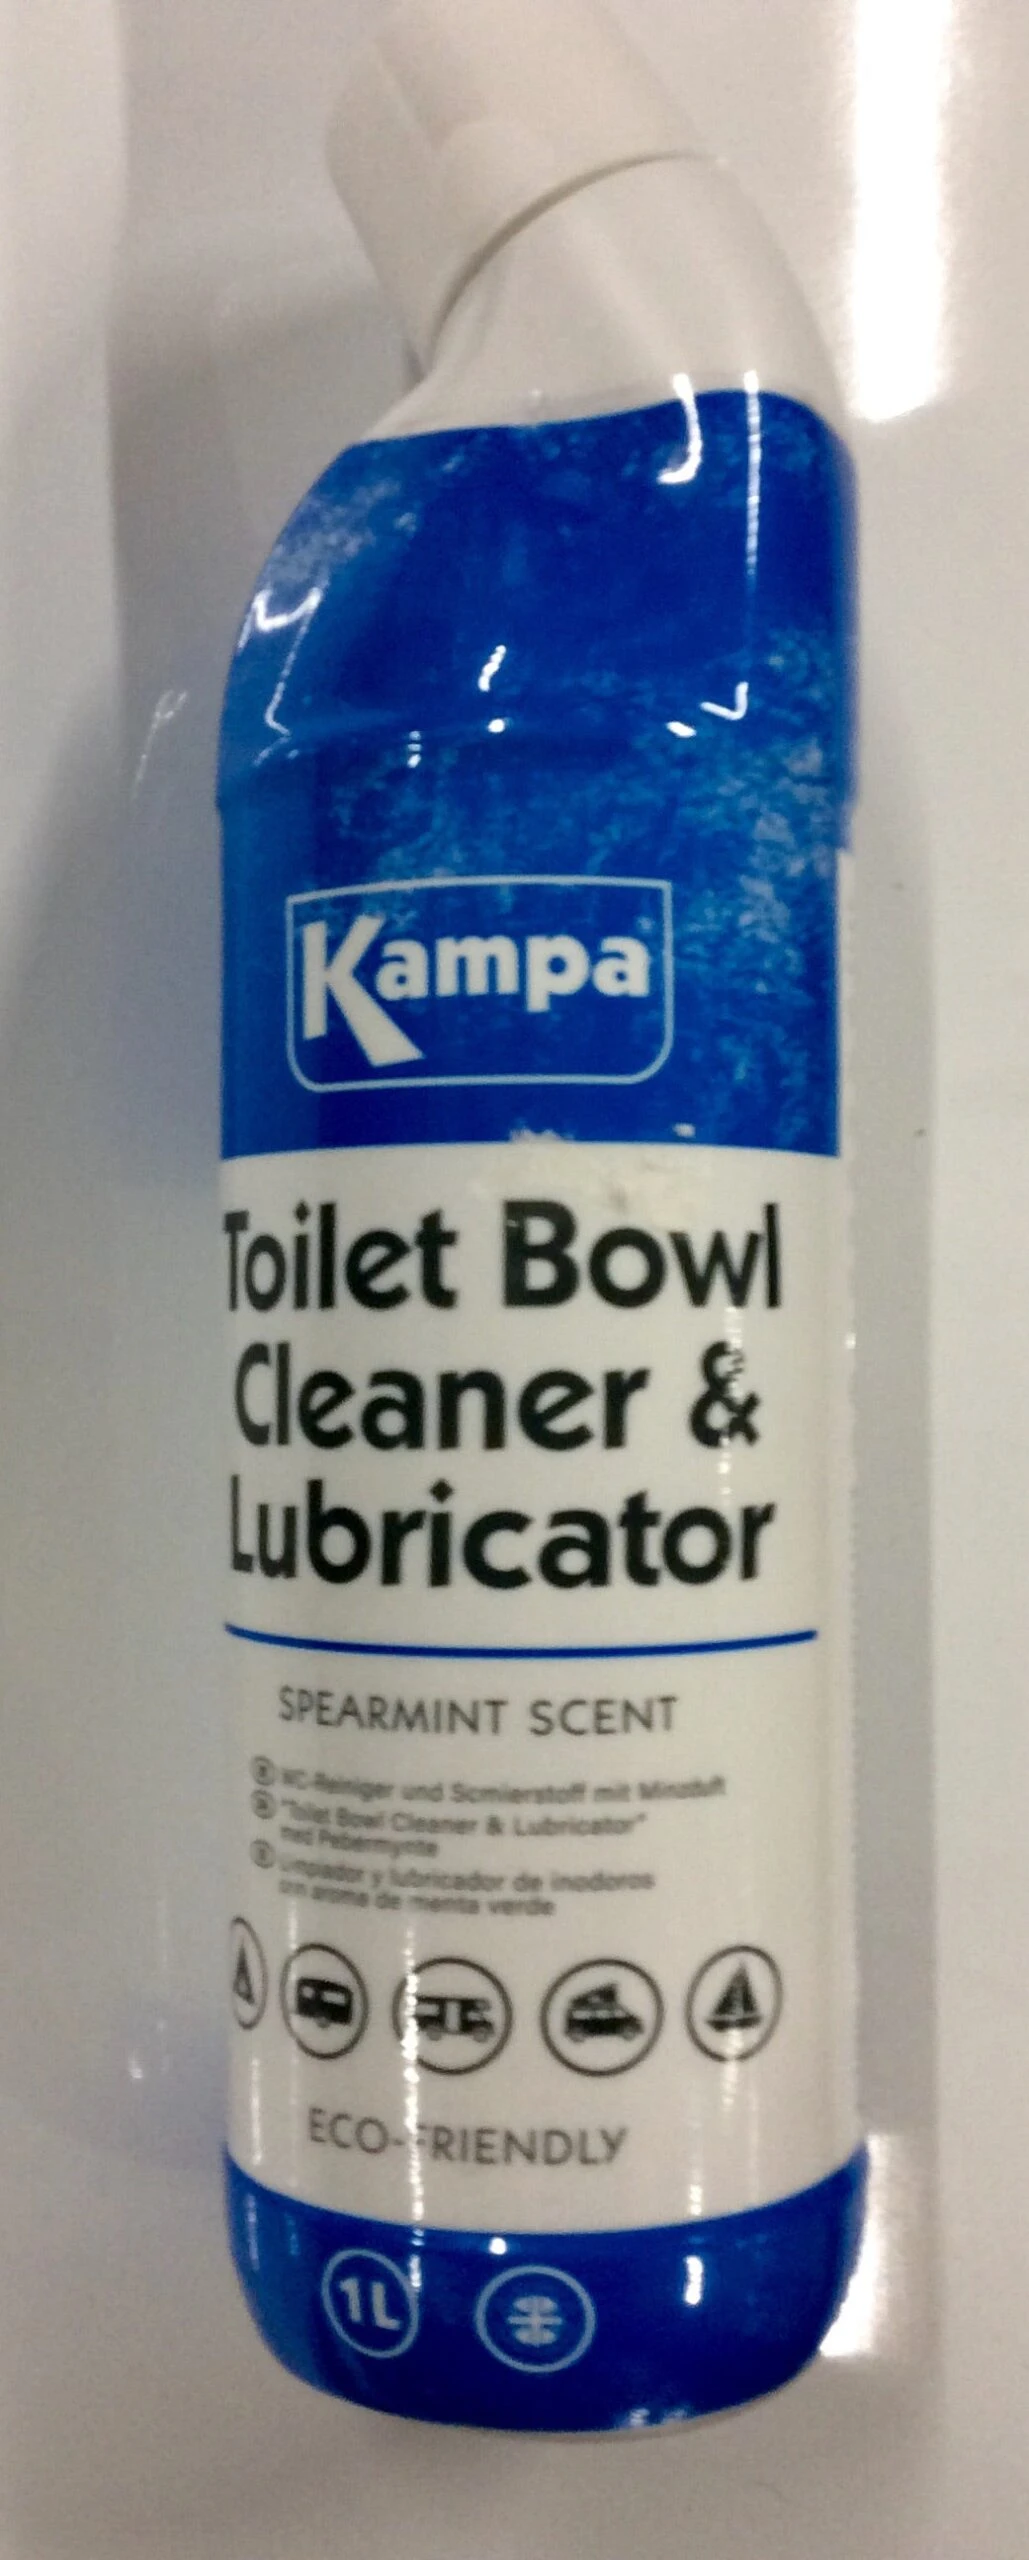 Kampa
Toilet Bowl
Cleaner &
Lubricator
SPEARMINT SCENT
WC-Reiniger und Scmierstoff mit Minzduft
"Toilet Bowl Cleaner & Lubricator"
med Pebermynte
Limpiador y lubricador de inodoros
con aroma de menta verde
ECO-FRIENDLY
1L